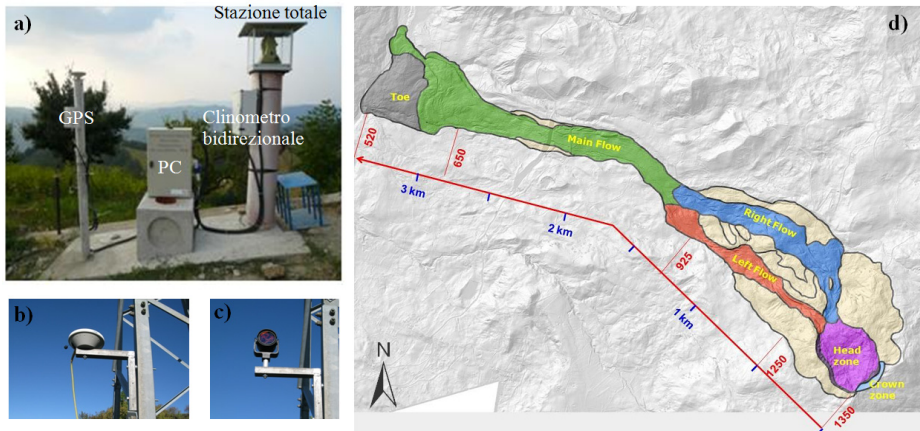 a)
Stazione totale
GPS
Clinometro
bidirezionale
PC
b)
c)
d)
Toe
520
650
Main Flow
3 km
2 km
Right Flow
925
Left Flow
1 km
1250
Head
zone
Crown
zone
1350
N